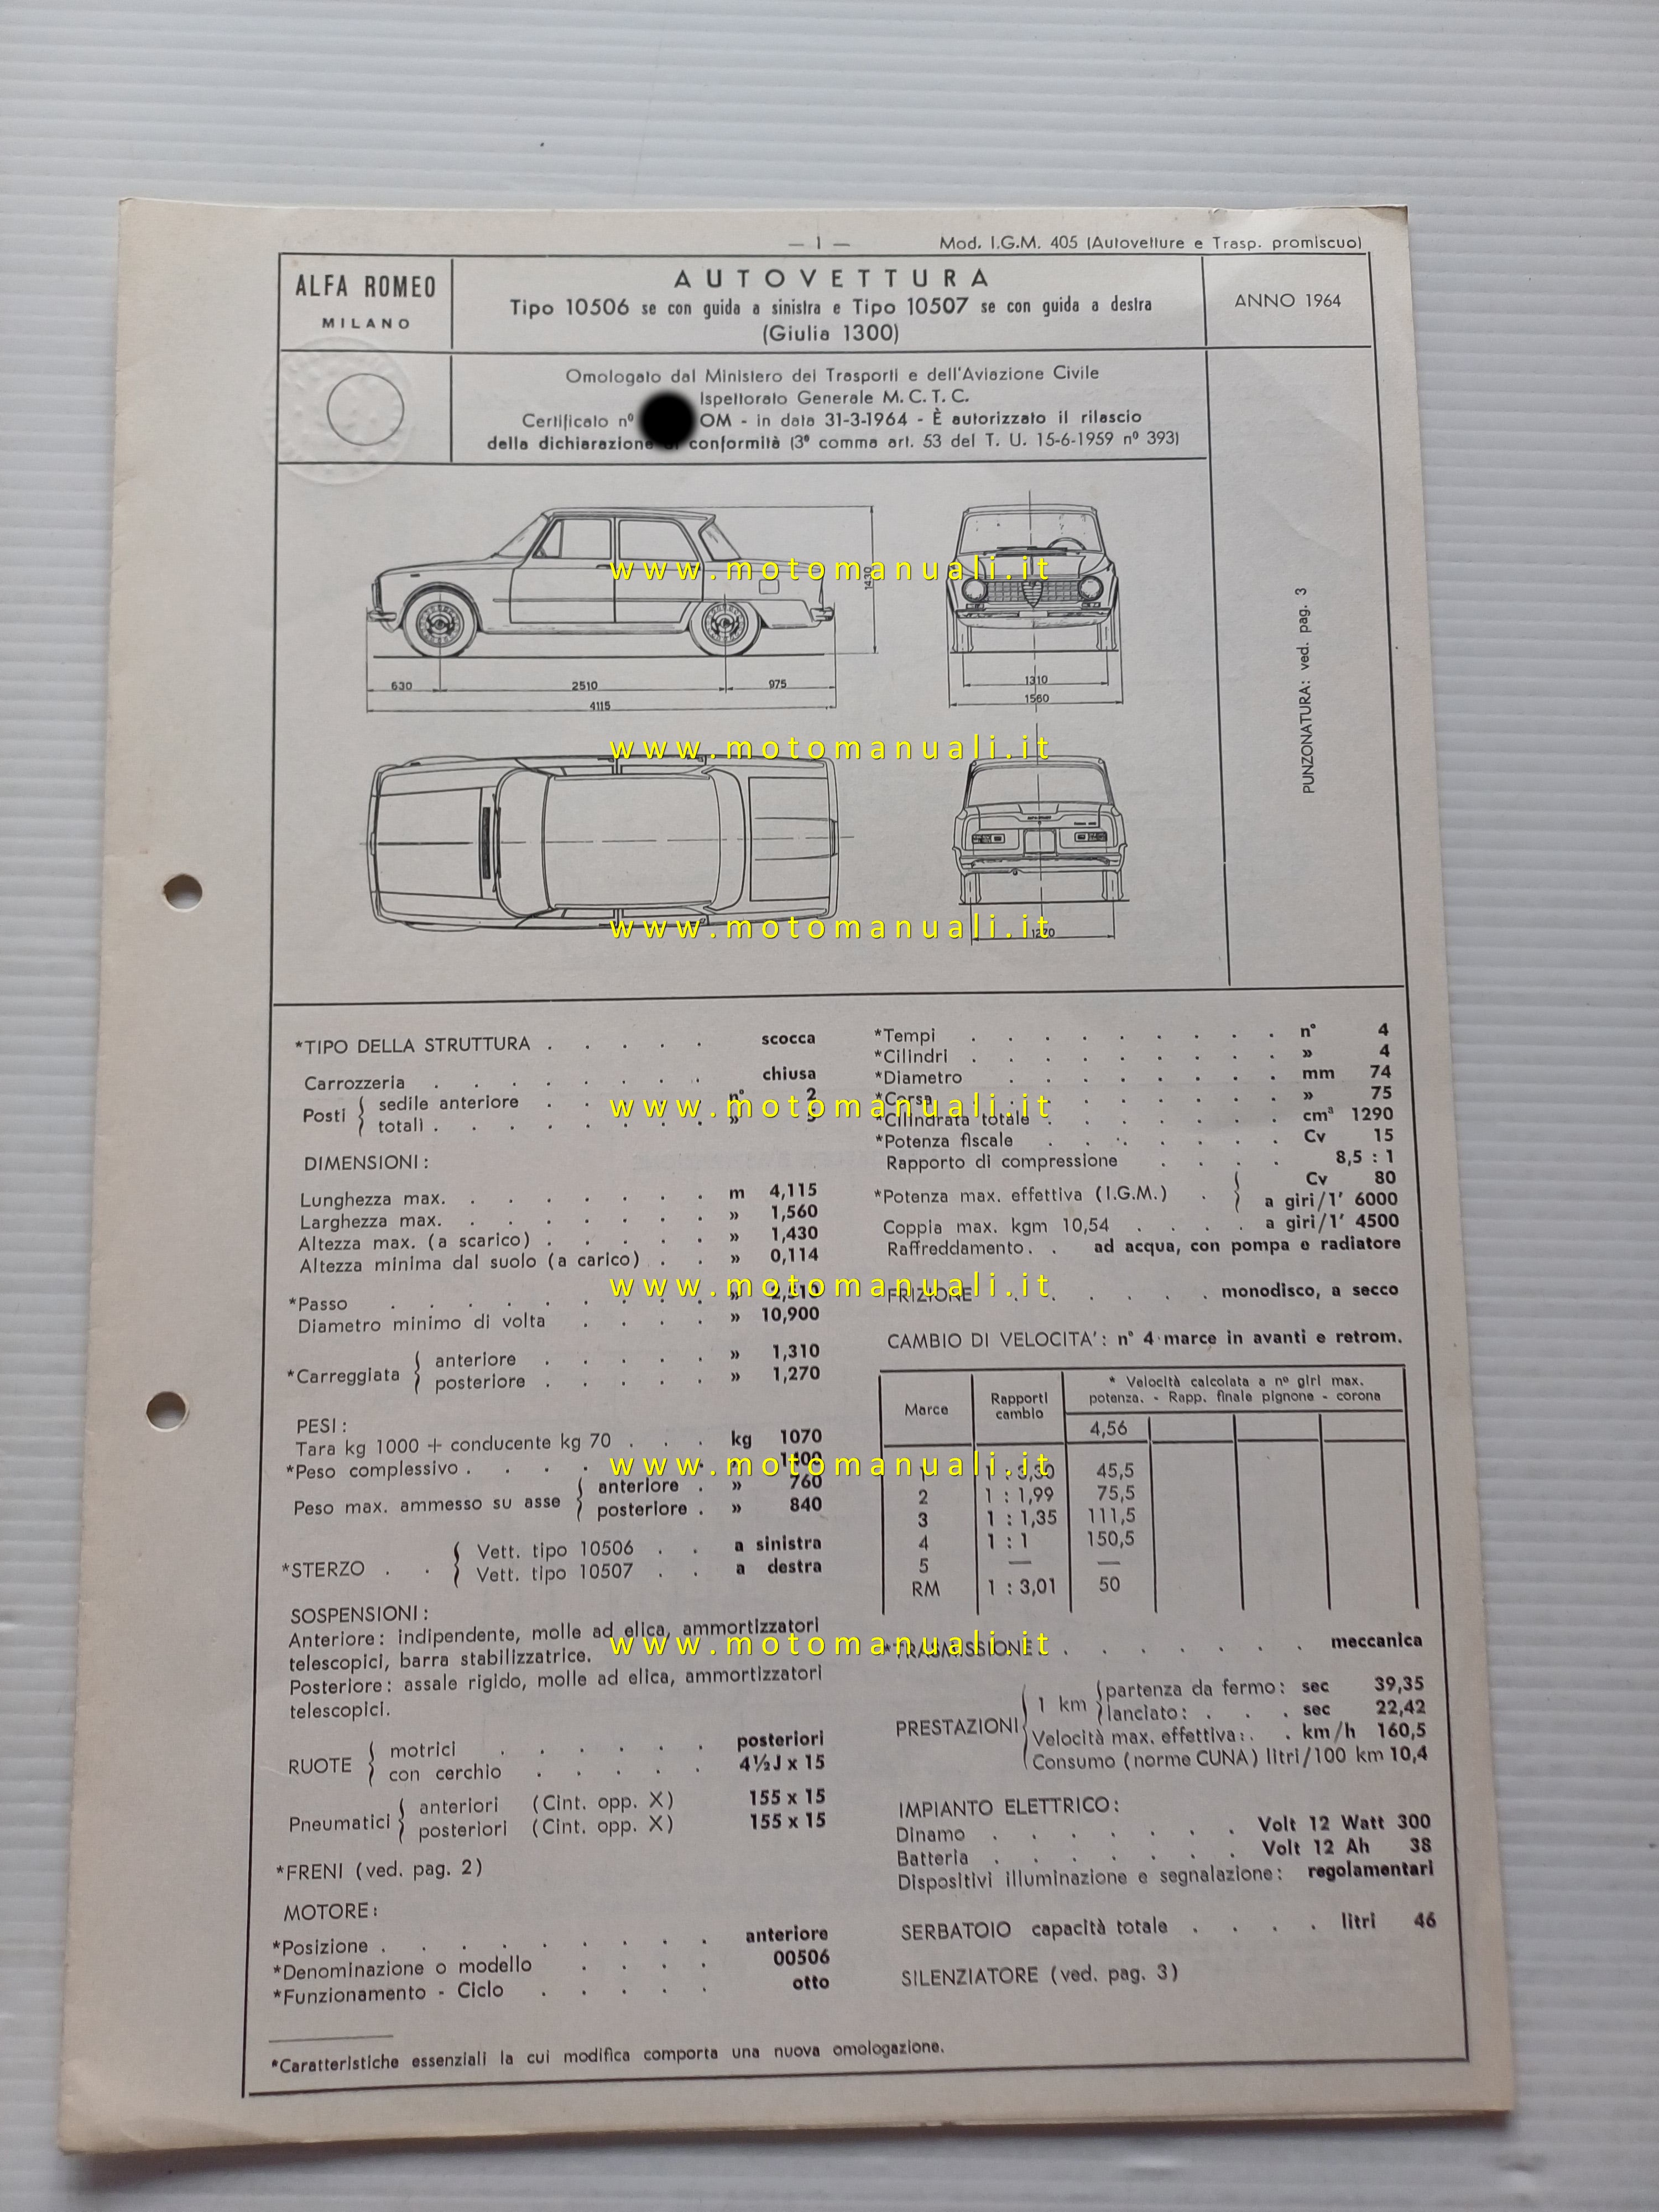 — 1 —
Mod. I.G.M. 405 (Autovetture e Trasp. promiscuo)
ALFA ROMEO
MILANO
AUTOVETTURA
Tipo 10506 se con guida a sinistra e Tipo 10507 se con guida a destra
(Giulia 1300)
ANNO 1964
Omologato dal Ministero dei Trasporti e dell'Aviazione Civile
Ispettorato Generale M. C. T. C.
Certificato n° OM - in data 31-3-1964 - È autorizzato il rilascio
della dichiarazione conformità (3° comma art. 53 del T. U. 15-6-1959 n° 393)
www.motomanuali.it
1430
630 2510 975
4115
1310
1560
PUNZONATURA: ved. pag. 3
www.motomanuali.it
www.motomanuali.it
1270
*TIPO DELLA STRUTTURA . . . . . scocca
Carrozzeria . . . . . . . . chiusa
Posti { sedile anteriore . . . . n° 2
totali . . . . . . . »
www.motomanuali.it
DIMENSIONI:
Lunghezza max. . . . . . . . m 4,115
Larghezza max. . . . . . . . » 1,560
Altezza max. (a scarico) . . . . . » 1,430
Altezza minima dal suolo (a carico) . . » 0,114
*Passo . . . . . . . . » 2,510
Diametro minimo di volta . . . . » 10,900
*Carreggiata { anteriore . . . . . » 1,310
posteriore . . . . . » 1,270
PESI:
Tara kg 1000 + conducente kg 70 . . . kg 1070
*Peso complessivo . . . . . . » 1400
Peso max. ammesso su asse { anteriore . » 760
posteriore . » 840
*STERZO . . { Vett. tipo 10506 . . a sinistra
Vett. tipo 10507 . . a destra
SOSPENSIONI:
Anteriore: indipendente, molle ad elica, ammortizzatori
telescopici, barra stabilizzatrice.
Posteriore: assale rigido, molle ad elica, ammortizzatori
telescopici.
RUOTE { motrici . . . . . . posteriori
con cerchio . . . . . 4½J x 15
Pneumatici { anteriori (Cint. opp. X) 155 x 15
posteriori (Cint. opp. X) 155 x 15
*FRENI (ved. pag. 2)
MOTORE:
*Posizione . . . . . . . . . anteriore
*Denominazione o modello . . . . 00506
*Funzionamento - Ciclo . . . . . otto
*Tempi . . . . . . . . n° 4
*Cilindri . . . . . . . . » 4
*Diametro . . . . . . . mm 74
*Corsa . . . . . . . » 75
*Cilindrata totale . . . . . . . cm³ 1290
*Potenza fiscale . . . . . . . Cv 15
Rapporto di compressione . . . . 8,5 : 1
*Potenza max. effettiva (I.G.M.) . { Cv 80
a giri/1' 6000
Coppia max. kgm 10,54 . . . . a giri/1' 4500
Raffreddamento . . ad acqua, con pompa e radiatore
www.motomanuali.it
FRIZIONE . . . . . . monodisco, a secco
CAMBIO DI VELOCITA': n° 4 marce in avanti e retrom.
Marce Rapporti cambio * Velocità calcolata a n° giri max.
potenza. - Rapp. finale pignone - corona
4,56
www.motomanuali.it
1 1 : 3,30 45,5
2 1 : 1,99 75,5
3 1 : 1,35 111,5
4 1 : 1 150,5
5 — —
RM 1 : 3,01 50
www.motomanuali.it
*TRASMISSIONE . . . . . . . meccanica
PRESTAZIONI { 1 km { partenza da fermo: sec 39,35
lanciato: . . . sec 22,42
Velocità max. effettiva: . . km/h 160,5
Consumo (norme CUNA) litri/100 km 10,4
IMPIANTO ELETTRICO:
Dinamo . . . . . . . Volt 12 Watt 300
Batteria . . . . . . . Volt 12 Ah 38
Dispositivi illuminazione e segnalazione: regolamentari
SERBATOIO capacità totale . . . . litri 46
SILENZIATORE (ved. pag. 3)
*Caratteristiche essenziali la cui modifica comporta una nuova omologazione.